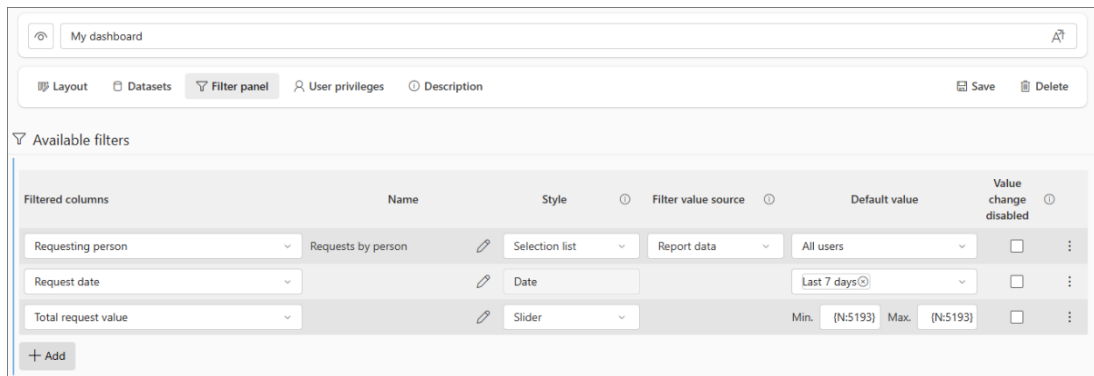 My dashboard
Layout Datasets Filter panel User privileges Description Save Delete
Available filters
Filtered columns Name Style Filter value source Default value Value change disabled
Requesting person Requests by person Selection list Report data All users
Request date Date Last 7 days
Total request value Slider Min. {N:5193} Max. {N:5193}
+ Add